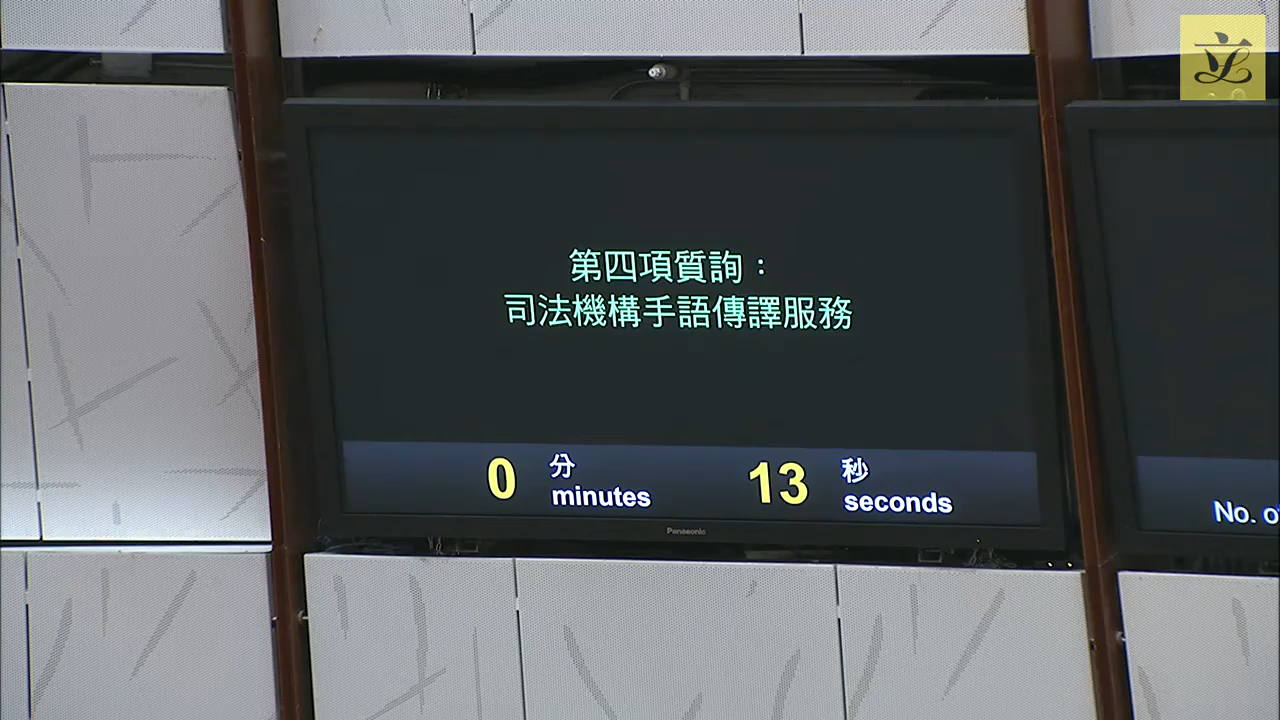 立
第四項質詢：
司法機構手語傳譯服務
0 分 minutes 13 秒 seconds
Panasonic
No. o